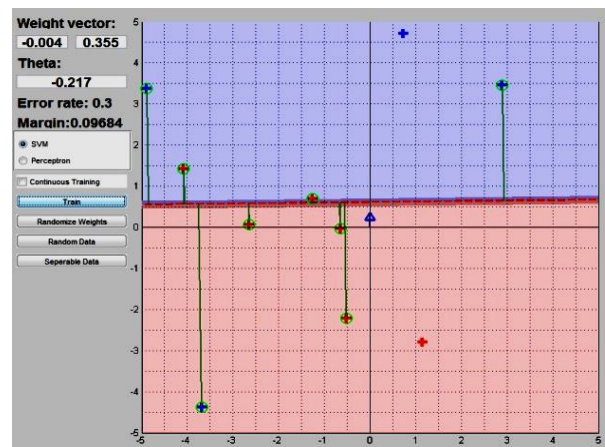 Weight vector:
-0.004 0.355
Theta:
-0.217
Error rate: 0.3
Margin:0.09684
SVM
Perceptron
Continuous Training
Train
Randomize Weights
Random Data
Seperable Data
5
4
3
2
1
0
-1
-2
-3
-4
-5
-5 -4 -3 -2 -1 0 1 2 3 4 5